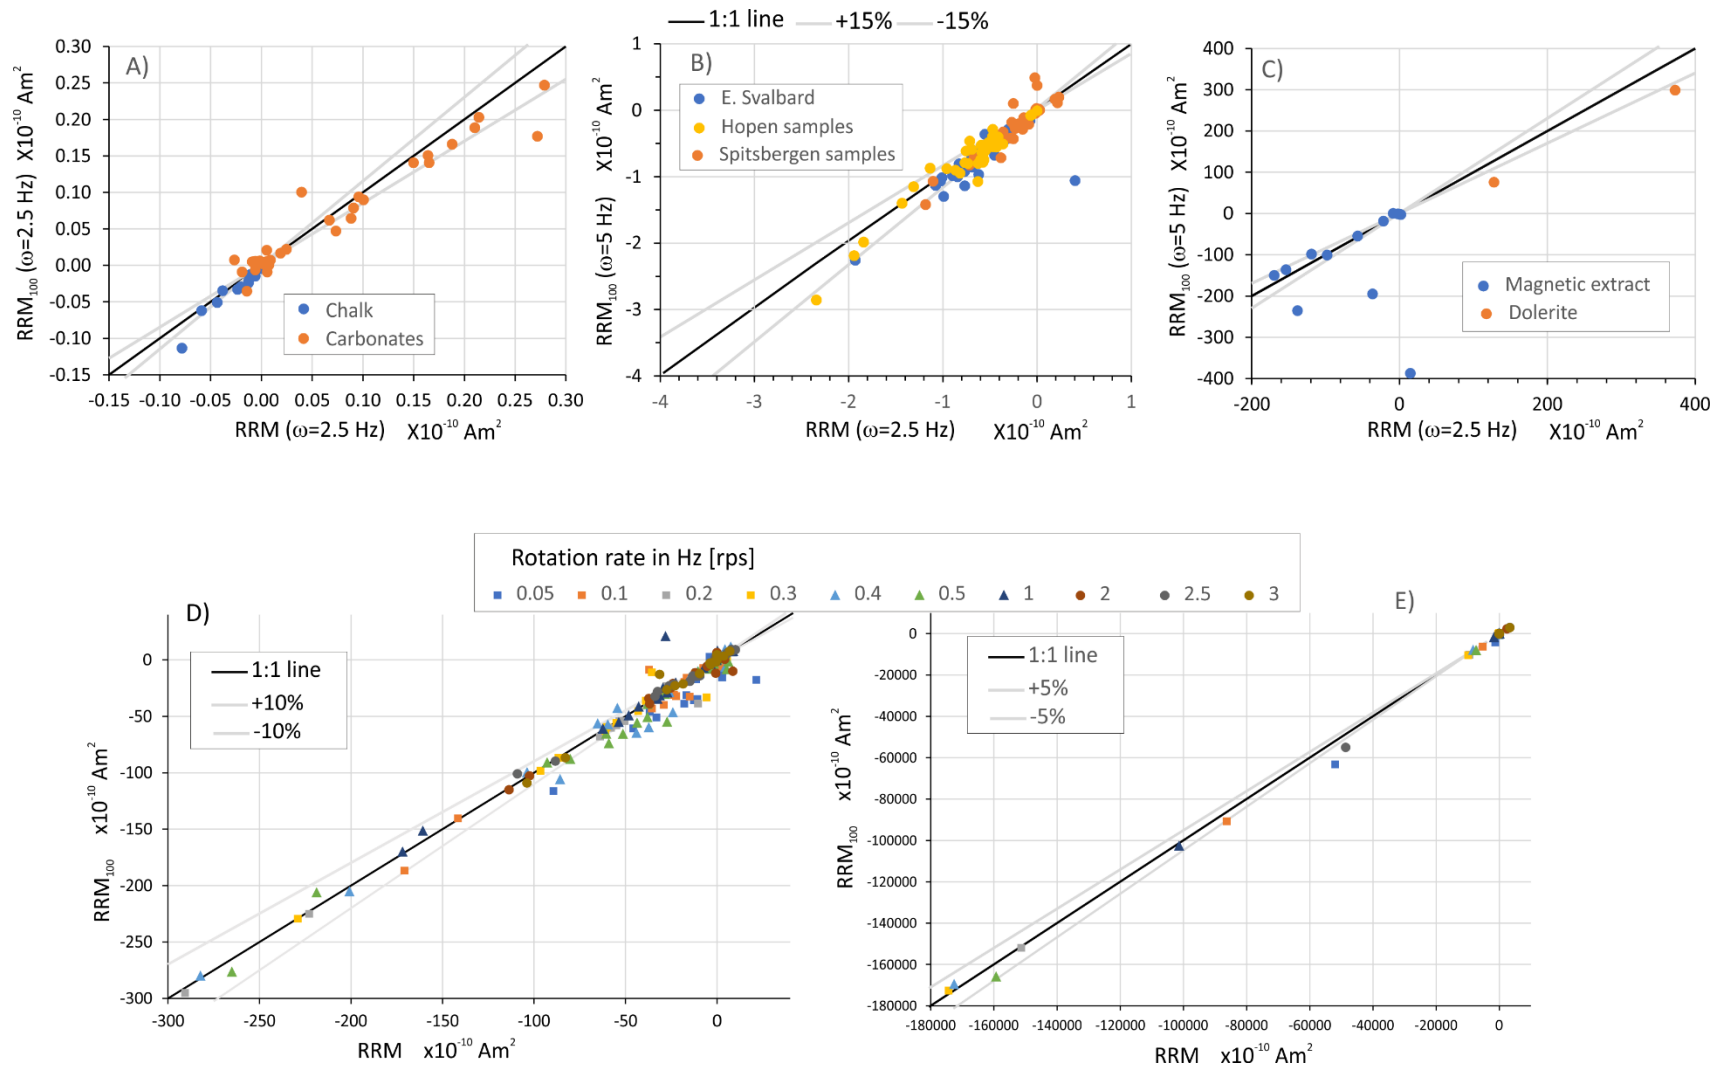 1:1 line +15% -15%
A)
0.30
0.25
0.20
0.15
0.10
0.05
0.00
-0.05
-0.10
-0.15
-0.15 -0.10 -0.05 0.00 0.05 0.10 0.15 0.20 0.25 0.30
RRM₁₀₀ (ω=2.5 Hz) X10⁻¹⁰ Am²
RRM (ω=2.5 Hz) X10⁻¹⁰ Am²
Chalk
Carbonates
B)
1
0
-1
-2
-3
-4
-4 -3 -2 -1 0 1
RRM₁₀₀ (ω=5 Hz) X10⁻¹⁰ Am²
RRM (ω=2.5 Hz) X10⁻¹⁰ Am²
E. Svalbard
Hopen samples
Spitsbergen samples
C)
400
300
200
100
0
-100
-200
-300
-400
-200 0 200 400
RRM₁₀₀ (ω=5 Hz) X10⁻¹⁰ Am²
RRM (ω=2.5 Hz) X10⁻¹⁰ Am²
Magnetic extract
Dolerite
Rotation rate in Hz [rps]
0.05 0.1 0.2 0.3 0.4 0.5 1 2 2.5 3
D)
1:1 line
+10%
-10%
0
-50
-100
-150
-200
-250
-300
-300 -250 -200 -150 -100 -50 0
RRM₁₀₀ x10⁻¹⁰ Am²
RRM x10⁻¹⁰ Am²
E)
1:1 line
+5%
-5%
0
-20000
-40000
-60000
-80000
-100000
-120000
-140000
-160000
-180000
-180000 -160000 -140000 -120000 -100000 -80000 -60000 -40000 -20000 0
RRM₁₀₀ x10⁻¹⁰ Am²
RRM x10⁻¹⁰ Am²